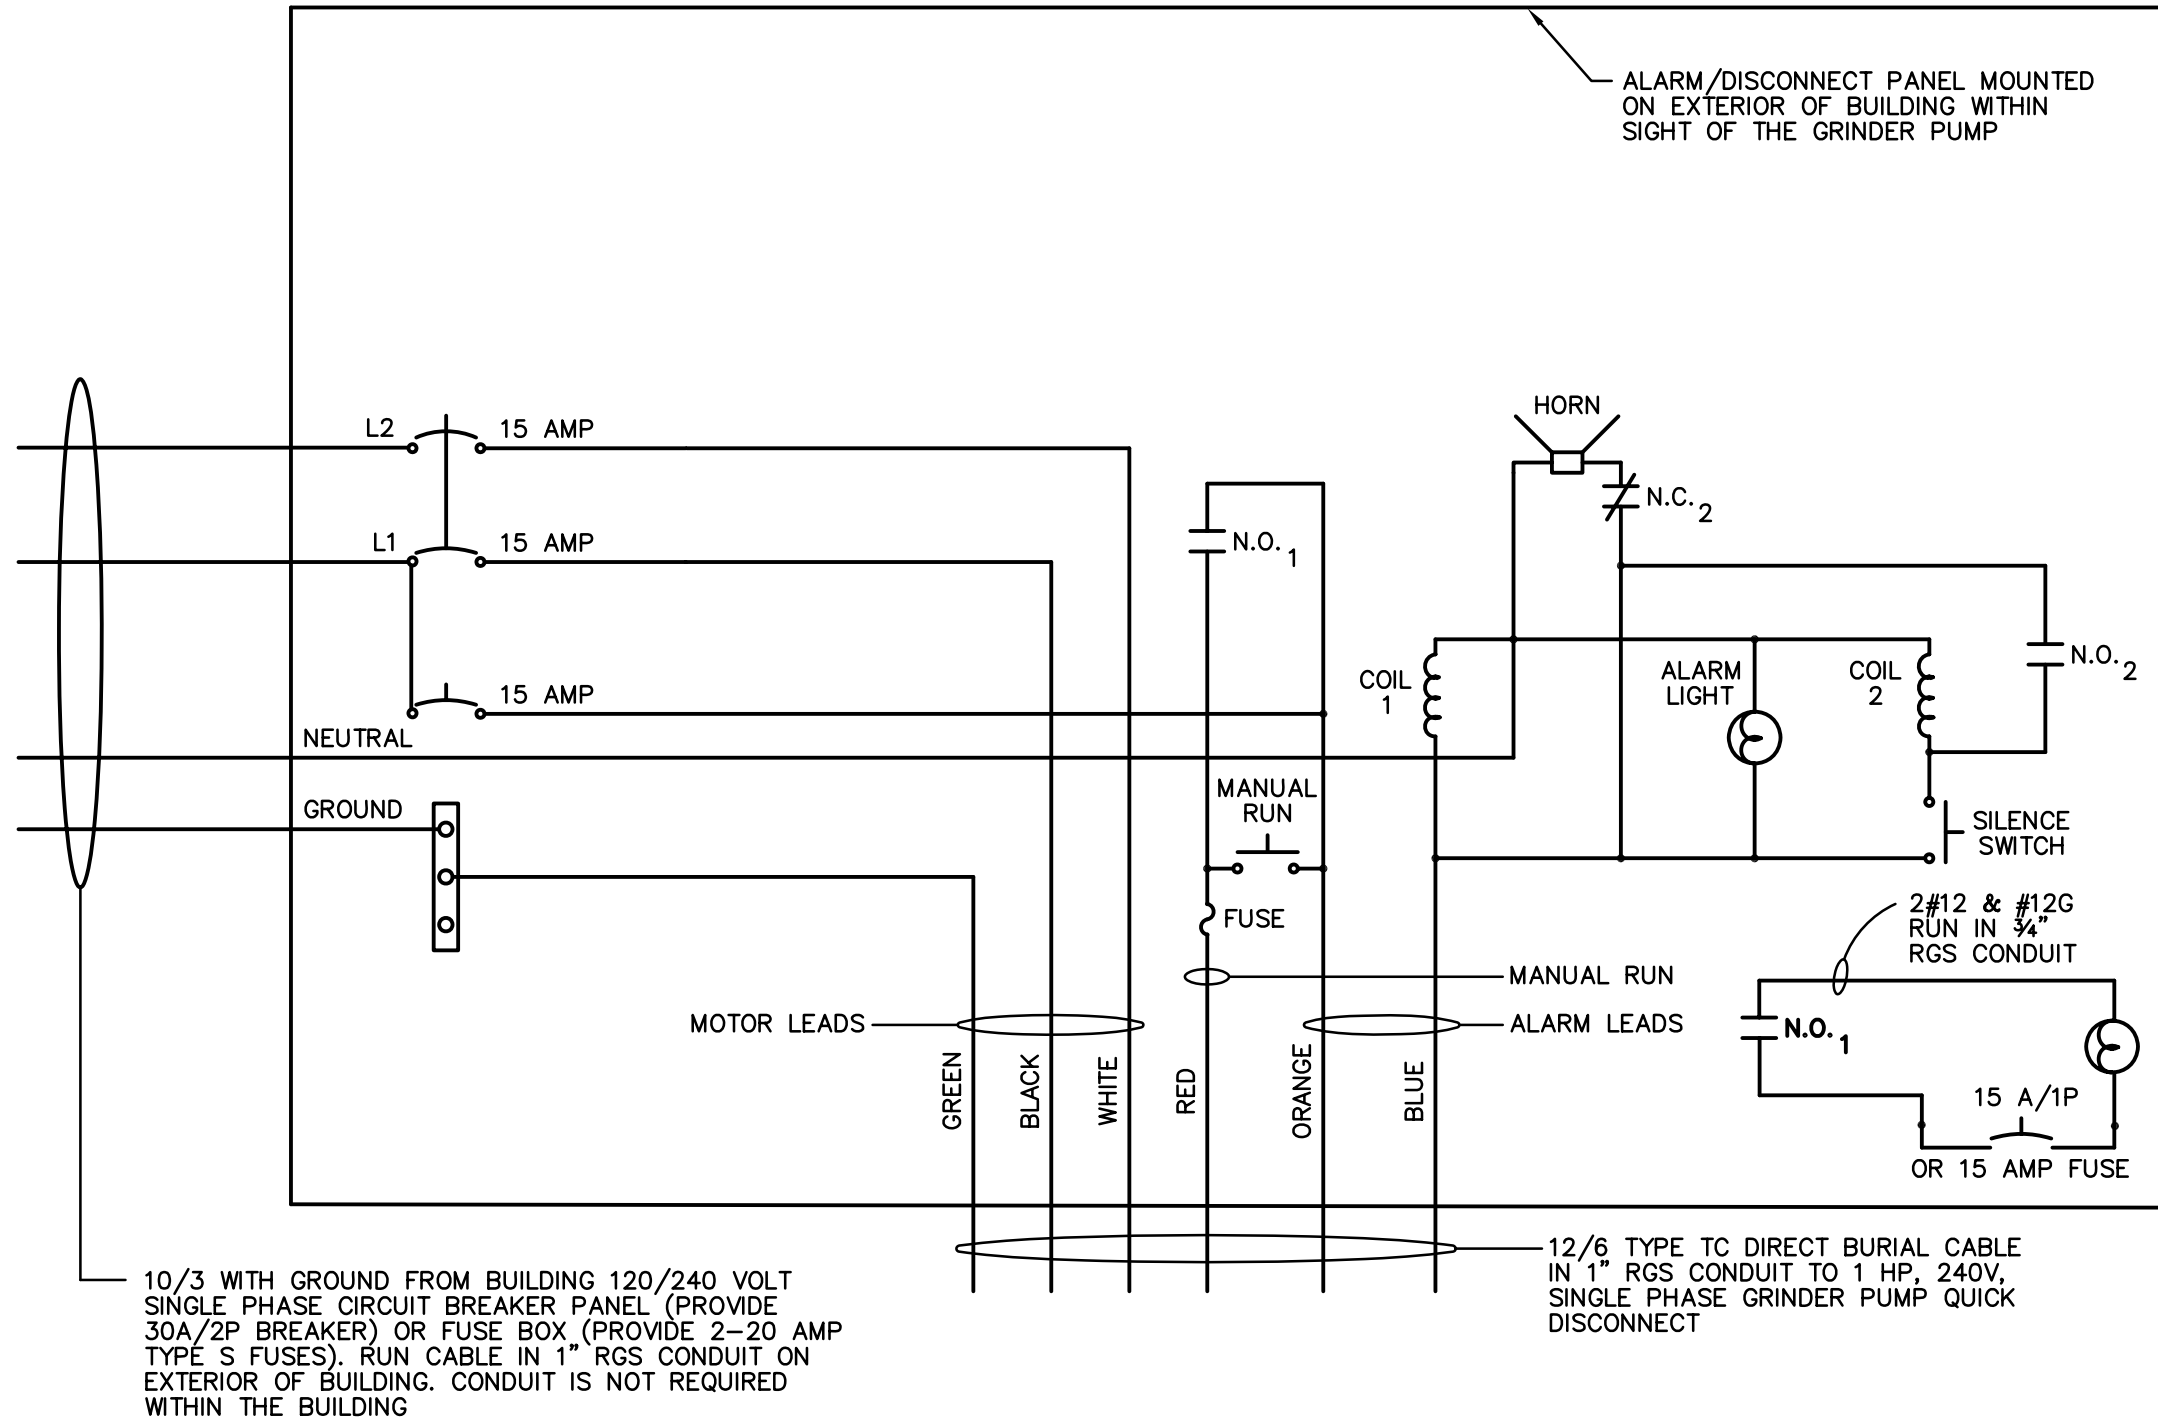 ALARM/DISCONNECT PANEL MOUNTED
ON EXTERIOR OF BUILDING WITHIN
SIGHT OF THE GRINDER PUMP
HORN
L2
15 AMP
N.C. 2
L1
15 AMP
N.O. 1
N.O. 2
COIL
1
ALARM
LIGHT
COIL
2
15 AMP
NEUTRAL
GROUND
MANUAL
RUN
SILENCE
SWITCH
FUSE
2#12 & #12G
RUN IN ¾"
RGS CONDUIT
MANUAL RUN
MOTOR LEADS
ALARM LEADS
N.O. 1
GREEN
BLACK
WHITE
RED
ORANGE
BLUE
15 A/1P
OR 15 AMP FUSE
12/6 TYPE TC DIRECT BURIAL CABLE
IN 1" RGS CONDUIT TO 1 HP, 240V,
SINGLE PHASE GRINDER PUMP QUICK
DISCONNECT
10/3 WITH GROUND FROM BUILDING 120/240 VOLT
SINGLE PHASE CIRCUIT BREAKER PANEL (PROVIDE
30A/2P BREAKER) OR FUSE BOX (PROVIDE 2-20 AMP
TYPE S FUSES). RUN CABLE IN 1" RGS CONDUIT ON
EXTERIOR OF BUILDING. CONDUIT IS NOT REQUIRED
WITHIN THE BUILDING